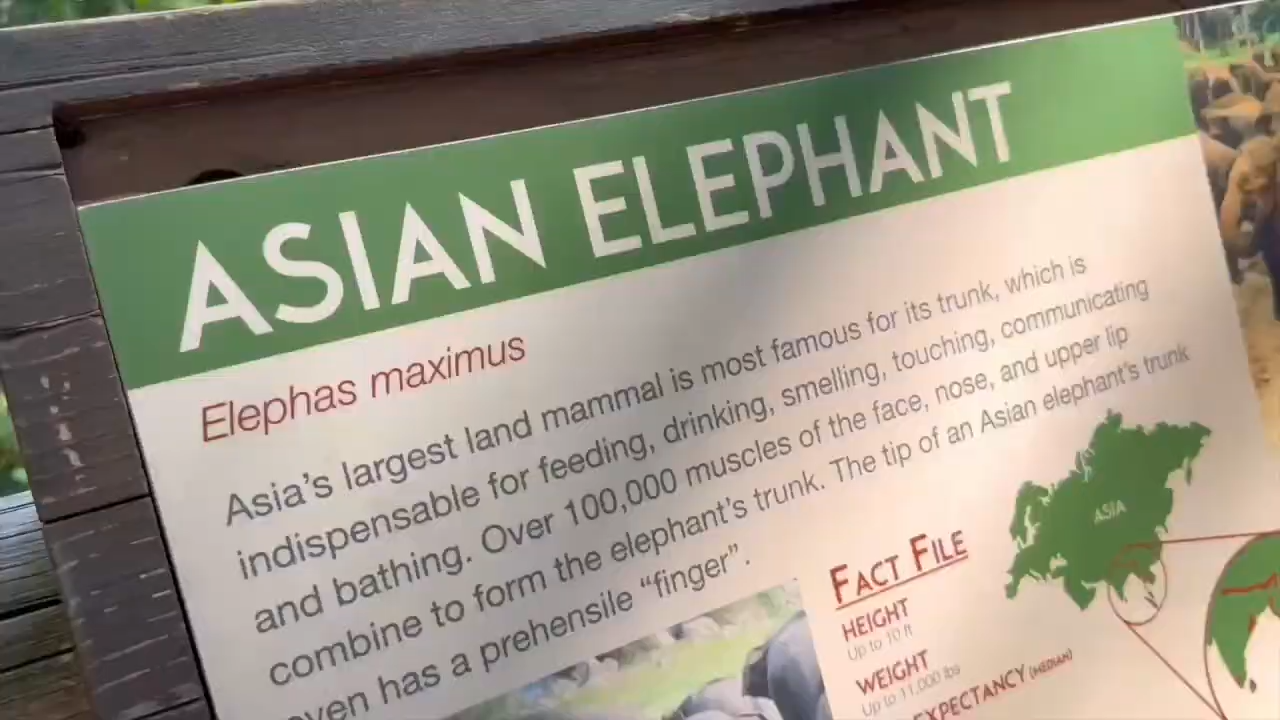 ASIAN ELEPHANT
Elephas maximus
Asia's largest land mammal is most famous for its trunk, which is
indispensable for feeding, drinking, smelling, touching, communicating
and bathing. Over 100,000 muscles of the face, nose, and upper lip
combine to form the elephant's trunk. The tip of an Asian elephant's trunk
even has a prehensile “finger”.
ASIA
FACT FILE
HEIGHT
Up to 10 ft
WEIGHT
Up to 11,000 lbs
EXPECTANCY (MEDIAN)